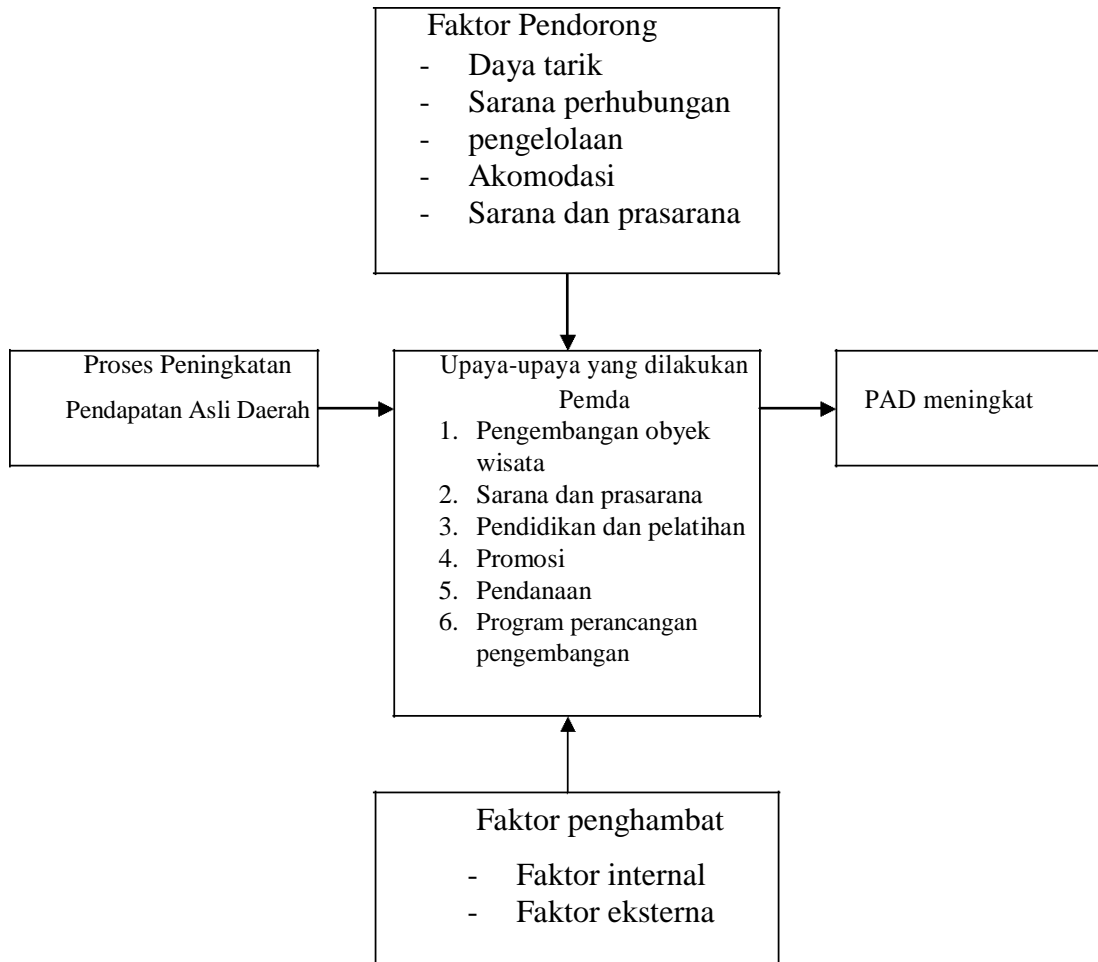 Faktor Pendorong
- Daya tarik
- Sarana perhubungan
- pengelolaan
- Akomodasi
- Sarana dan prasarana
Proses Peningkatan
Pendapatan Asli Daerah
Upaya-upaya yang dilakukan
Pemda
1. Pengembangan obyek
wisata
2. Sarana dan prasarana
3. Pendidikan dan pelatihan
4. Promosi
5. Pendanaan
6. Program perancangan
pengembangan
PAD meningkat
Faktor penghambat
- Faktor internal
- Faktor eksterna